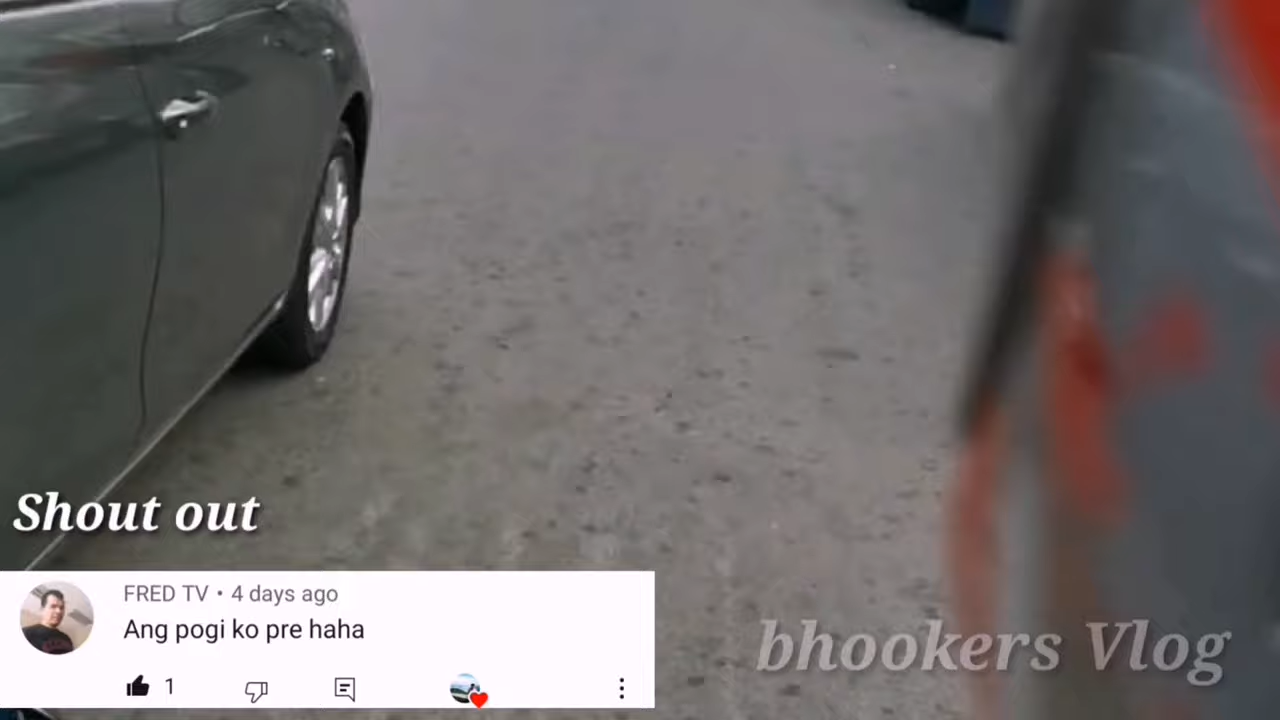 Shout out
FRED TV • 4 days ago
Ang pogi ko pre haha
1
bhookers Vlog